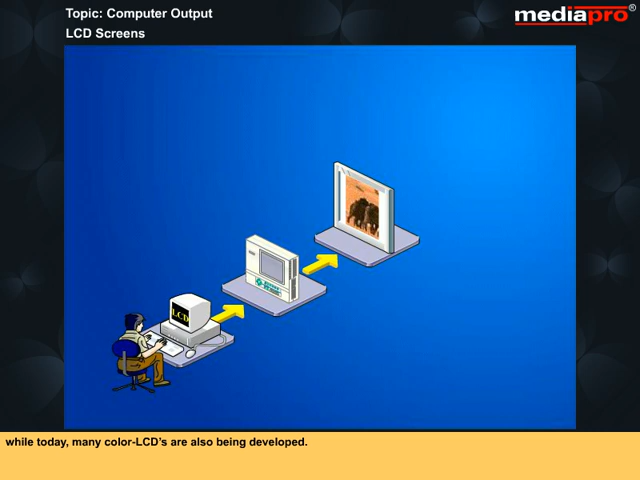 Topic: Computer Output
mediapro®
LCD Screens
LCD
while today, many color-LCD's are also being developed.